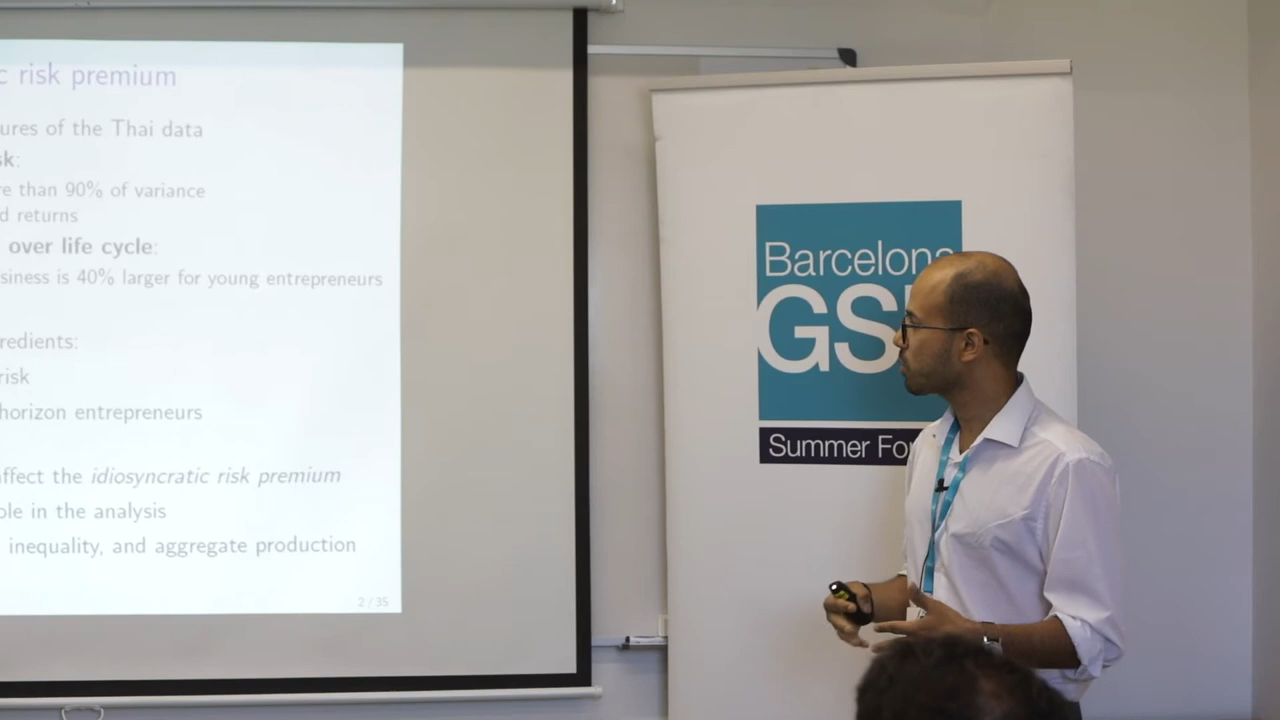 c risk premium
ures of the Thai data
sk:
re than 90% of variance
d returns
over life cycle:
siness is 40% larger for young entrepreneurs
redients:
risk
horizon entrepreneurs
ffect the idiosyncratic risk premium
ole in the analysis
inequality, and aggregate production
2 / 35
Barcelona
GS
Summer Fo